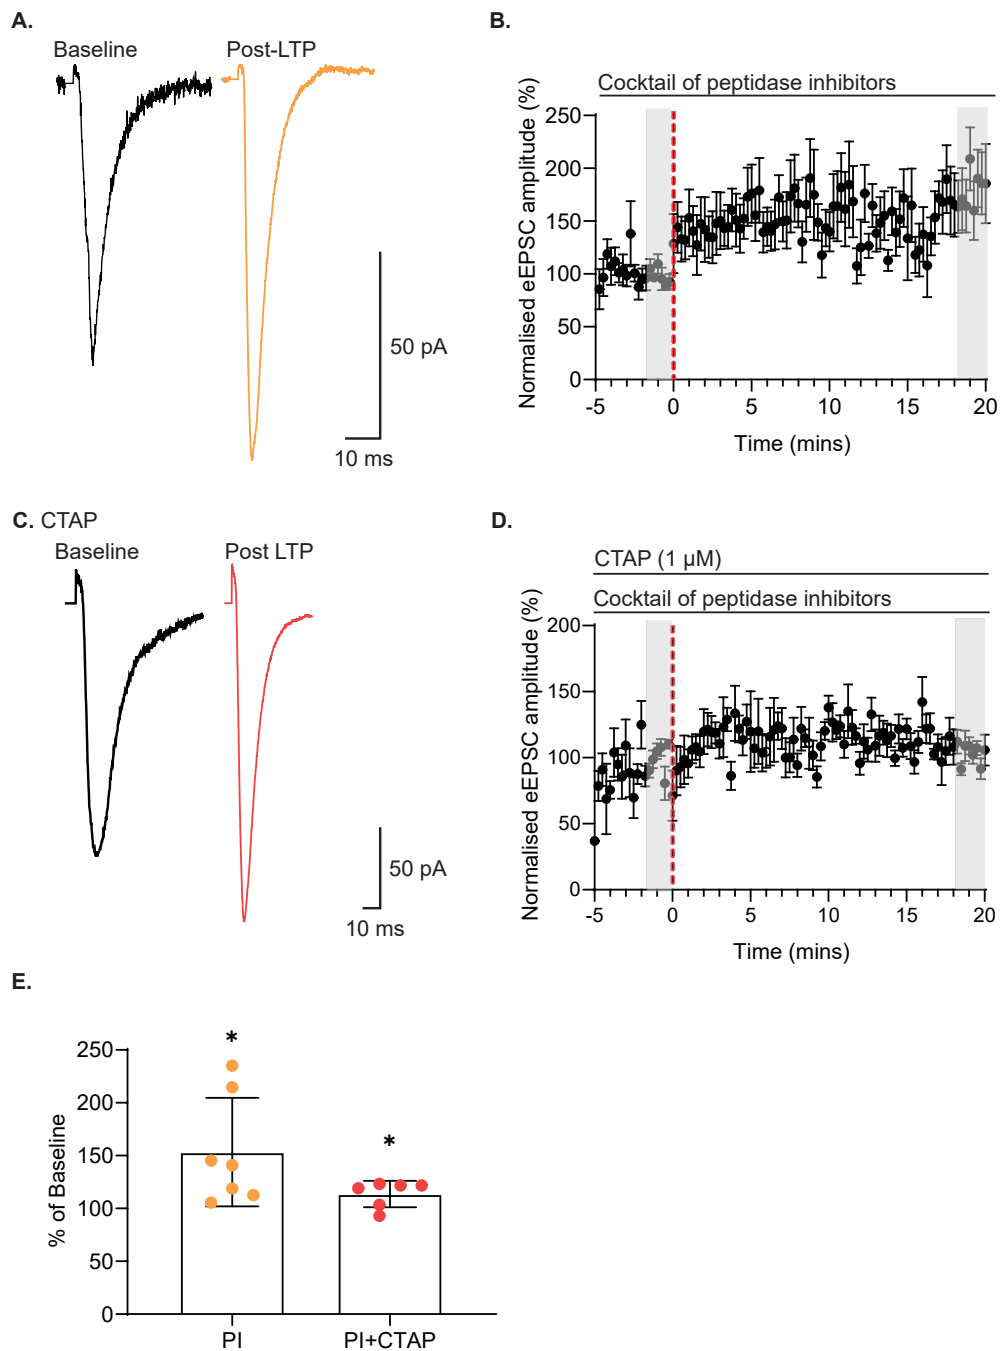 A.
Baseline
Post-LTP
50 pA
10 ms
B.
Cocktail of peptidase inhibitors
Normalised eEPSC amplitude (%)
250
200
150
100
50
0
-5 0 5 10 15 20
Time (mins)
C. CTAP
Baseline
Post LTP
50 pA
10 ms
D.
CTAP (1 µM)
Cocktail of peptidase inhibitors
Normalised eEPSC amplitude (%)
200
150
100
50
0
-5 0 5 10 15 20
Time (mins)
E.
% of Baseline
250
200
150
100
50
0
*
*
PI PI+CTAP